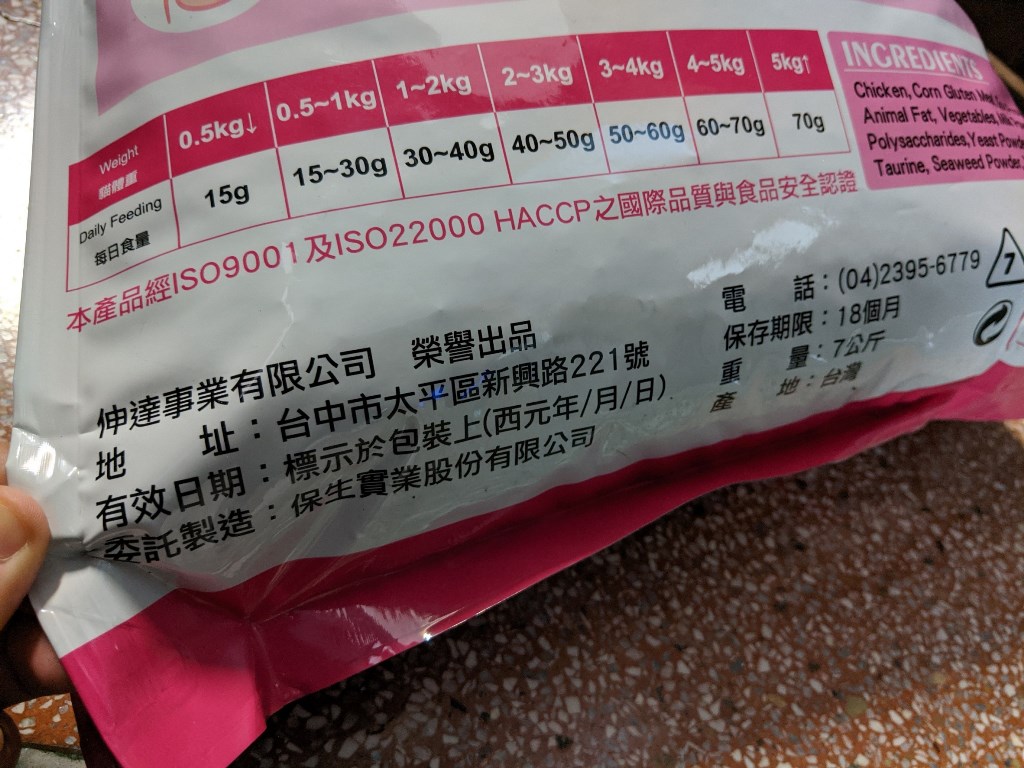 Weight 貓體重 0.5kg↓ 0.5~1kg 1~2kg 2~3kg 3~4kg 4~5kg 5kg↑
Daily Feeding 每日食量 15g 15~30g 30~40g 40~50g 50~60g 60~70g 70g
本產品經ISO9001及ISO22000 HACCP之國際品質與食品安全認證
INGREDIENTS
Chicken, Corn Gluten
Animal Fat, Vegetables,
Polysaccharides, Yeast
Taurine, Seaweed Powder,
伸達事業有限公司 榮譽出品
地址：台中市太平區新興路221號
有效日期：標示於包裝上(西元年/月/日)
委託製造：保生實業股份有限公司
電話：(04)2395-6779
保存期限：18個月
重量：7公斤
產地：台灣
7